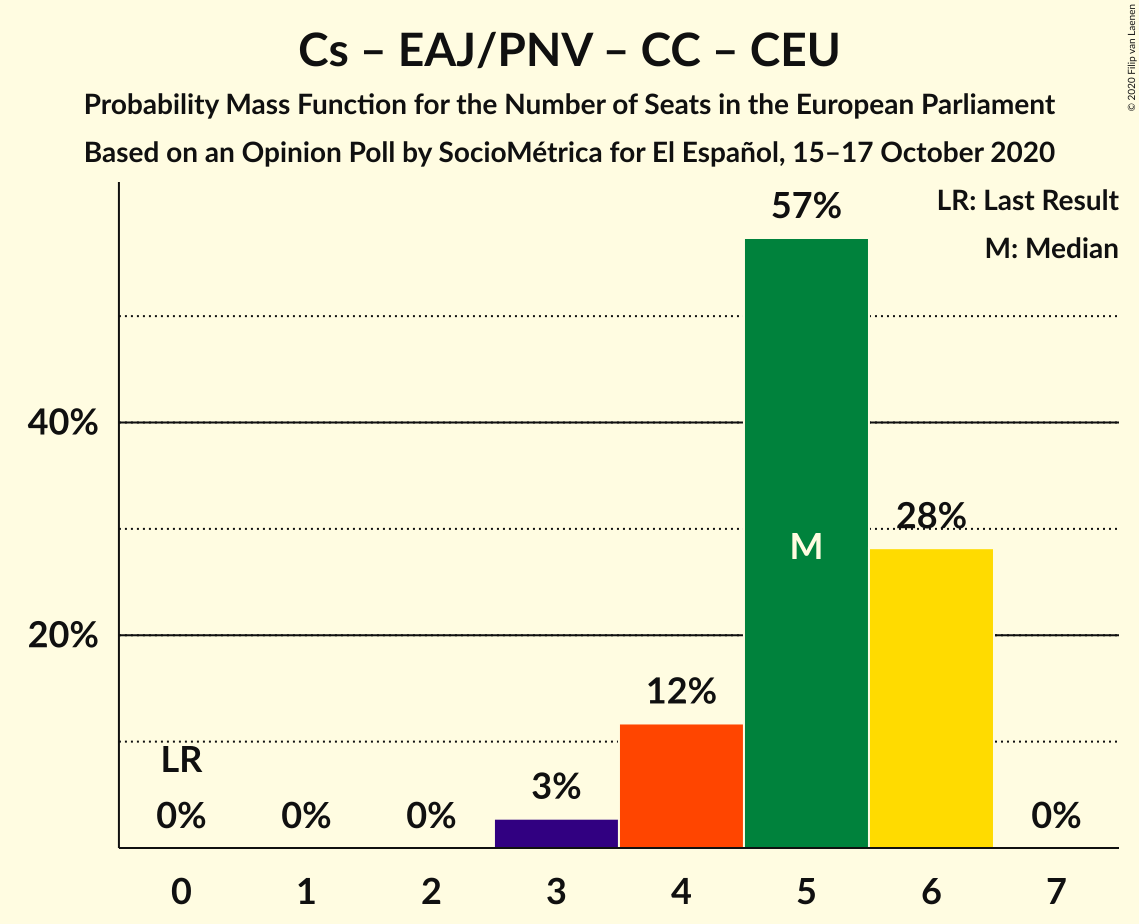 Cs – EAJ/PNV – CC – CEU
Probability Mass Function for the Number of Seats in the European Parliament
Based on an Opinion Poll by SocioMétrica for El Español, 15–17 October 2020
© 2020 Filip van Laenen
LR: Last Result
M: Median
57%
40%
28%
M
20%
12%
LR
3%
0% 0% 0% 0%
0 1 2 3 4 5 6 7